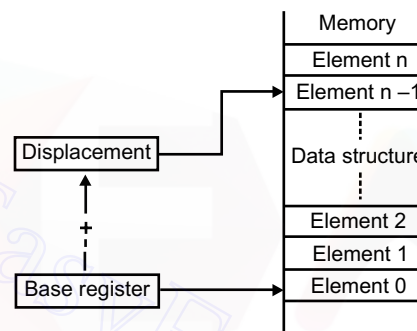 Memory
Element n
Element n –1
Displacement
Data structure
+
Element 2
Element 1
Base register
Element 0